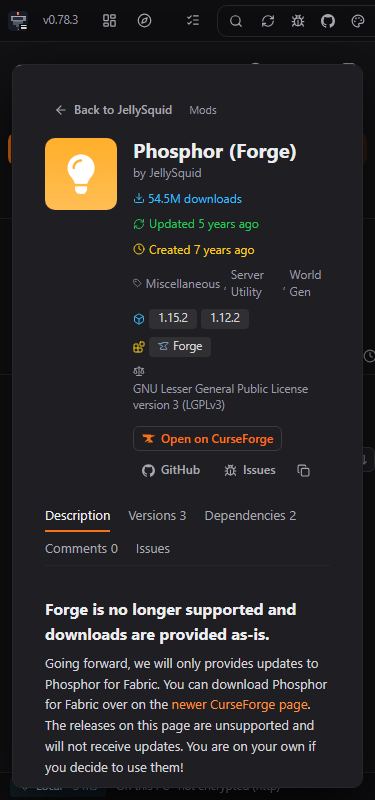 v0.78.3
Back to JellySquid Mods
Phosphor (Forge)
by JellySquid
54.5M downloads
Updated 5 years ago
Created 7 years ago
Miscellaneous , Server Utility , World Gen
1.15.2 1.12.2
Forge
GNU Lesser General Public License
version 3 (LGPLv3)
Open on CurseForge
GitHub Issues
Description Versions 3 Dependencies 2
Comments 0 Issues
Forge is no longer supported and
downloads are provided as-is.
Going forward, we will only provides updates to
Phosphor for Fabric. You can download Phosphor
for Fabric over on the newer CurseForge page.
The releases on this page are unsupported and
will not receive updates. You are on your own if
you decide to use them!